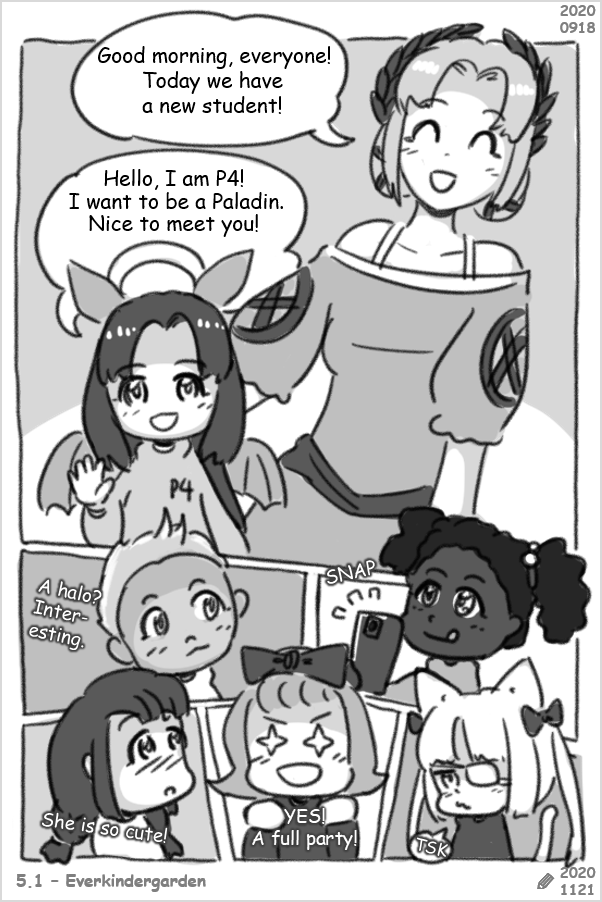 2020
0918
Good morning, everyone!
Today we have
a new student!
Hello, I am P4!
I want to be a Paladin.
Nice to meet you!
P4
A halo?
Inter-
esting.
SNAP
She is so cute!
YES!
A full party!
TSK
5.1 – Everkindergarden
2020
1121